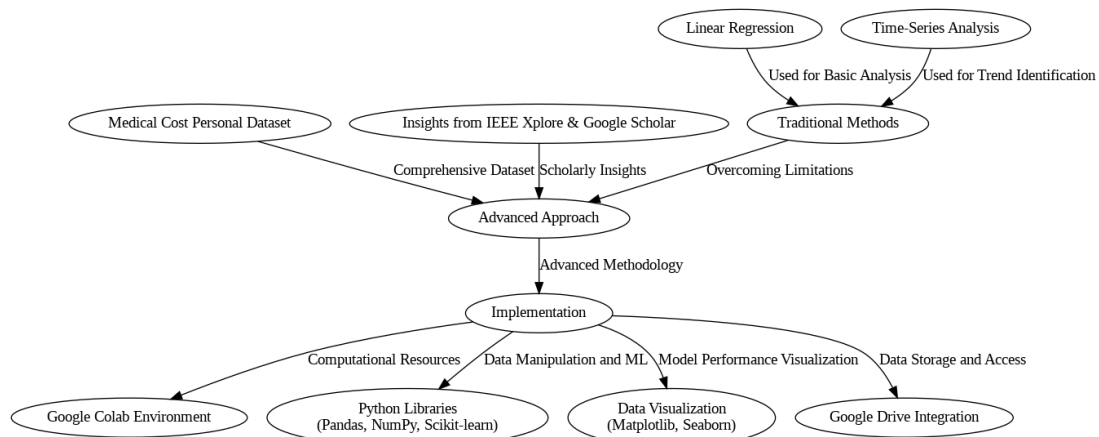 Linear Regression
Time-Series Analysis
Used for Basic Analysis
Used for Trend Identification
Medical Cost Personal Dataset
Insights from IEEE Xplore & Google Scholar
Traditional Methods
Comprehensive Dataset
Scholarly Insights
Overcoming Limitations
Advanced Approach
Advanced Methodology
Implementation
Computational Resources
Data Manipulation and ML
Model Performance Visualization
Data Storage and Access
Google Colab Environment
Python Libraries
(Pandas, NumPy, Scikit-learn)
Data Visualization
(Matplotlib, Seaborn)
Google Drive Integration